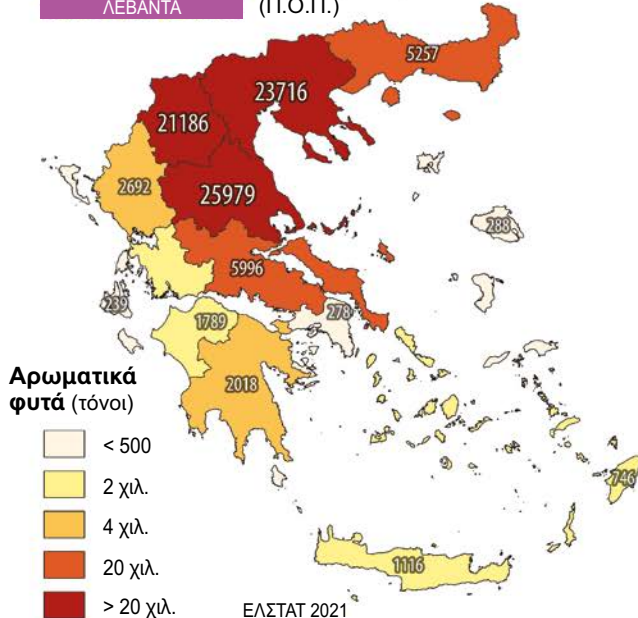 ΛΕΒΑΝΤΑ
(Π.Ο.Π.)
5257
23716
21186
2692
25979
288
5996
239
278
1789
2018
746
1116
Αρωματικά
φυτά (τόνοι)
< 500
2 χιλ.
4 χιλ.
20 χιλ.
> 20 χιλ.
ΕΛΣΤΑΤ 2021